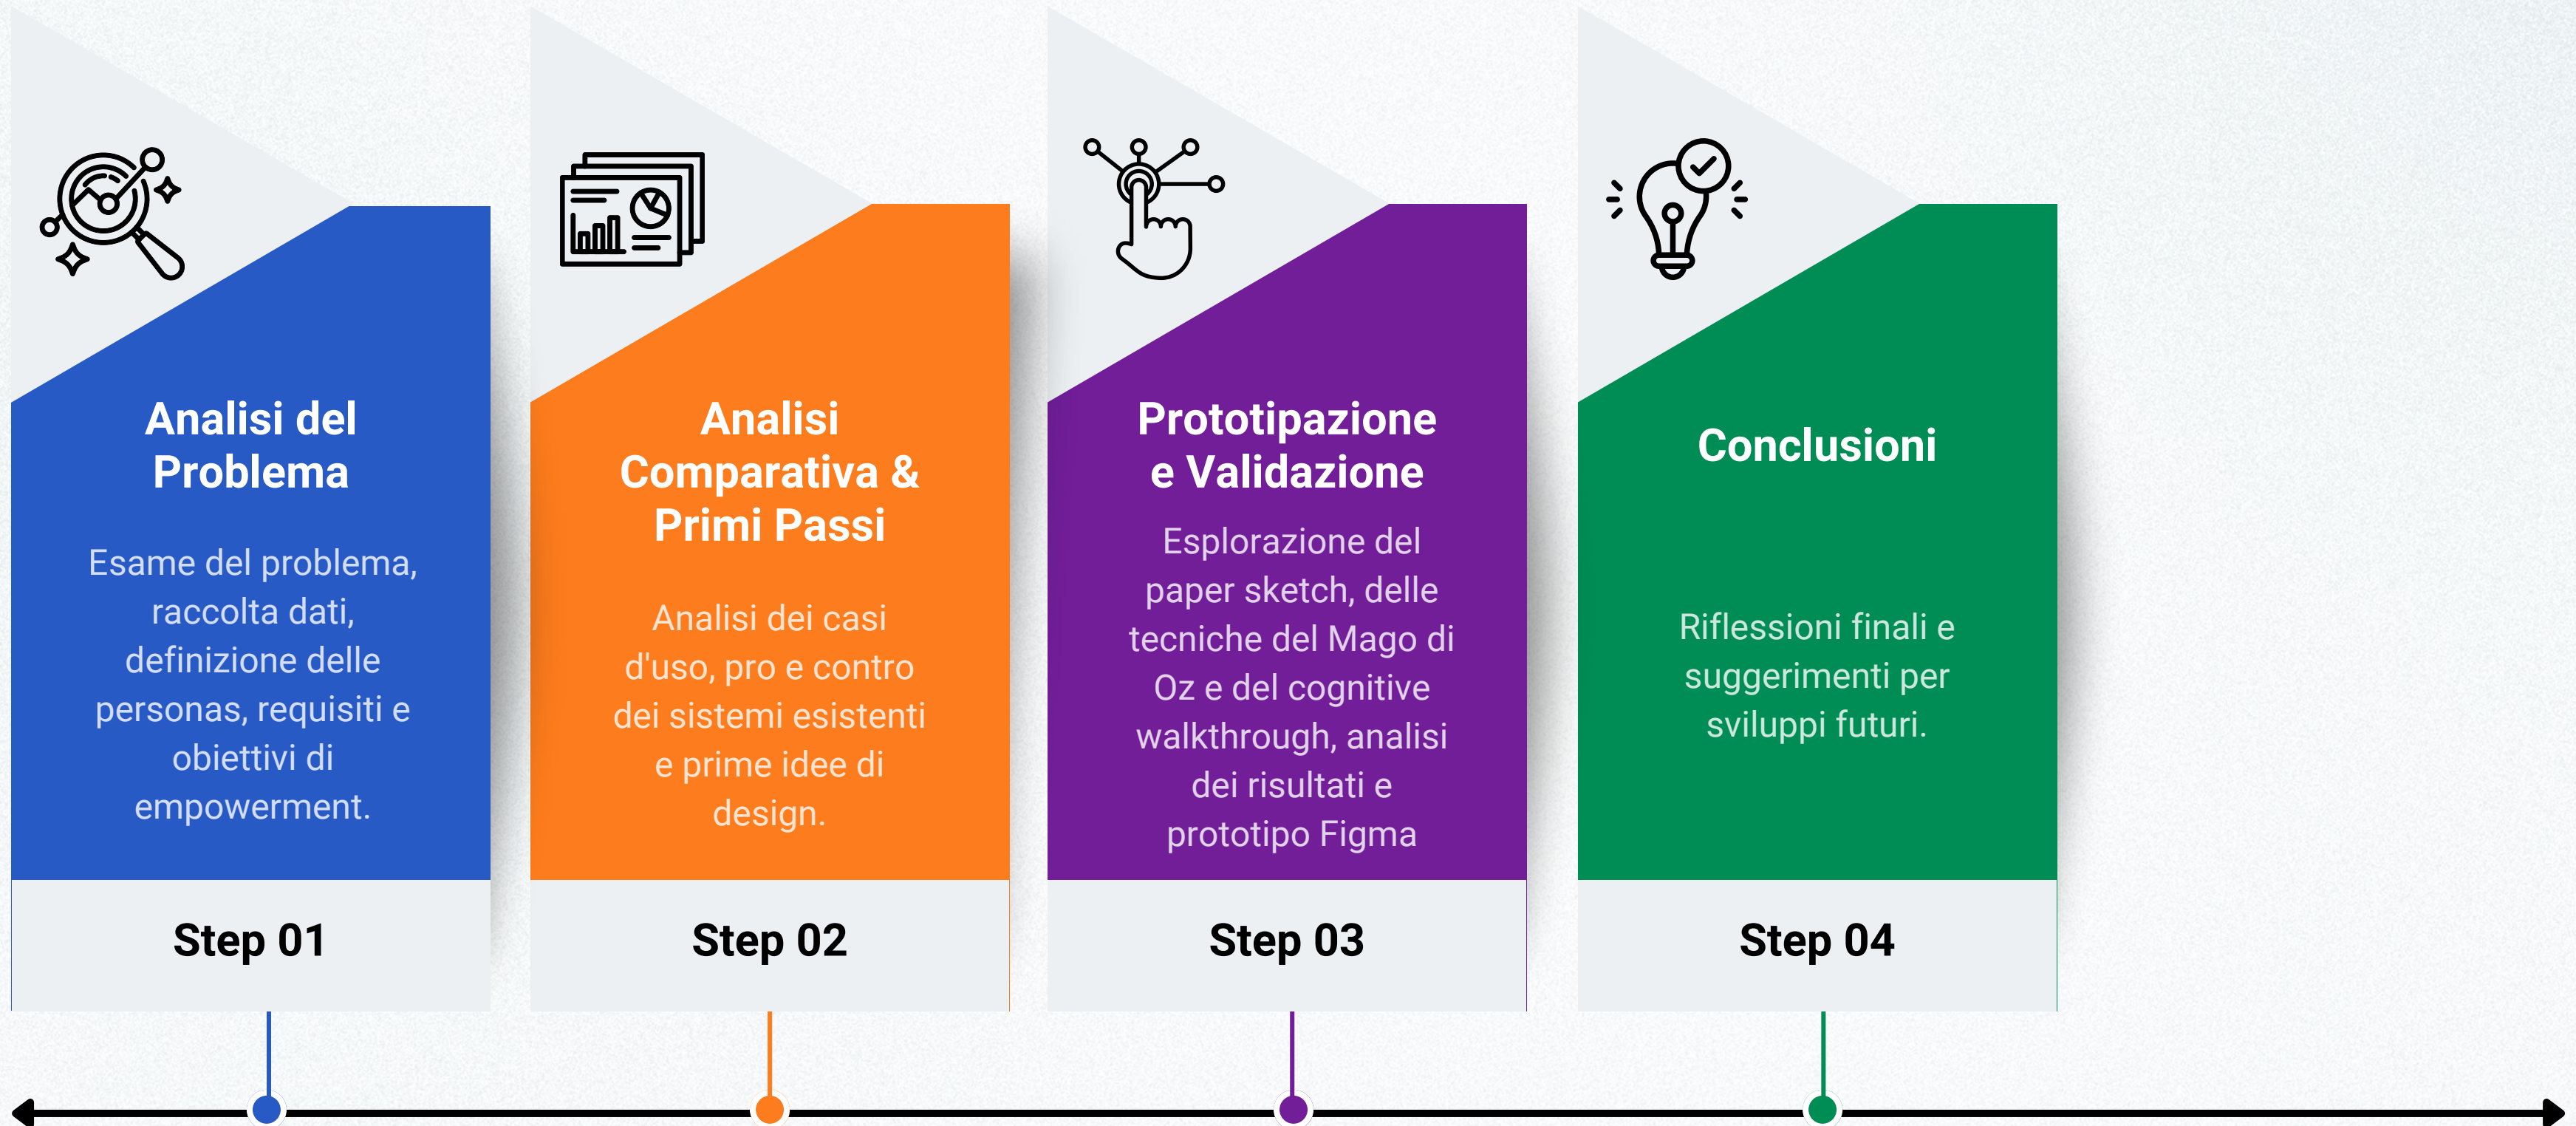 Analisi del
Problema
Esame del problema,
raccolta dati,
definizione delle
personas, requisiti e
obiettivi di
empowerment.
Step 01
Analisi
Comparativa &
Primi Passi
Analisi dei casi
d'uso, pro e contro
dei sistemi esistenti
e prime idee di
design.
Step 02
Prototipazione
e Validazione
Esplorazione del
paper sketch, delle
tecniche del Mago di
Oz e del cognitive
walkthrough, analisi
dei risultati e
prototipo Figma
Step 03
Conclusioni
Riflessioni finali e
suggerimenti per
sviluppi futuri.
Step 04